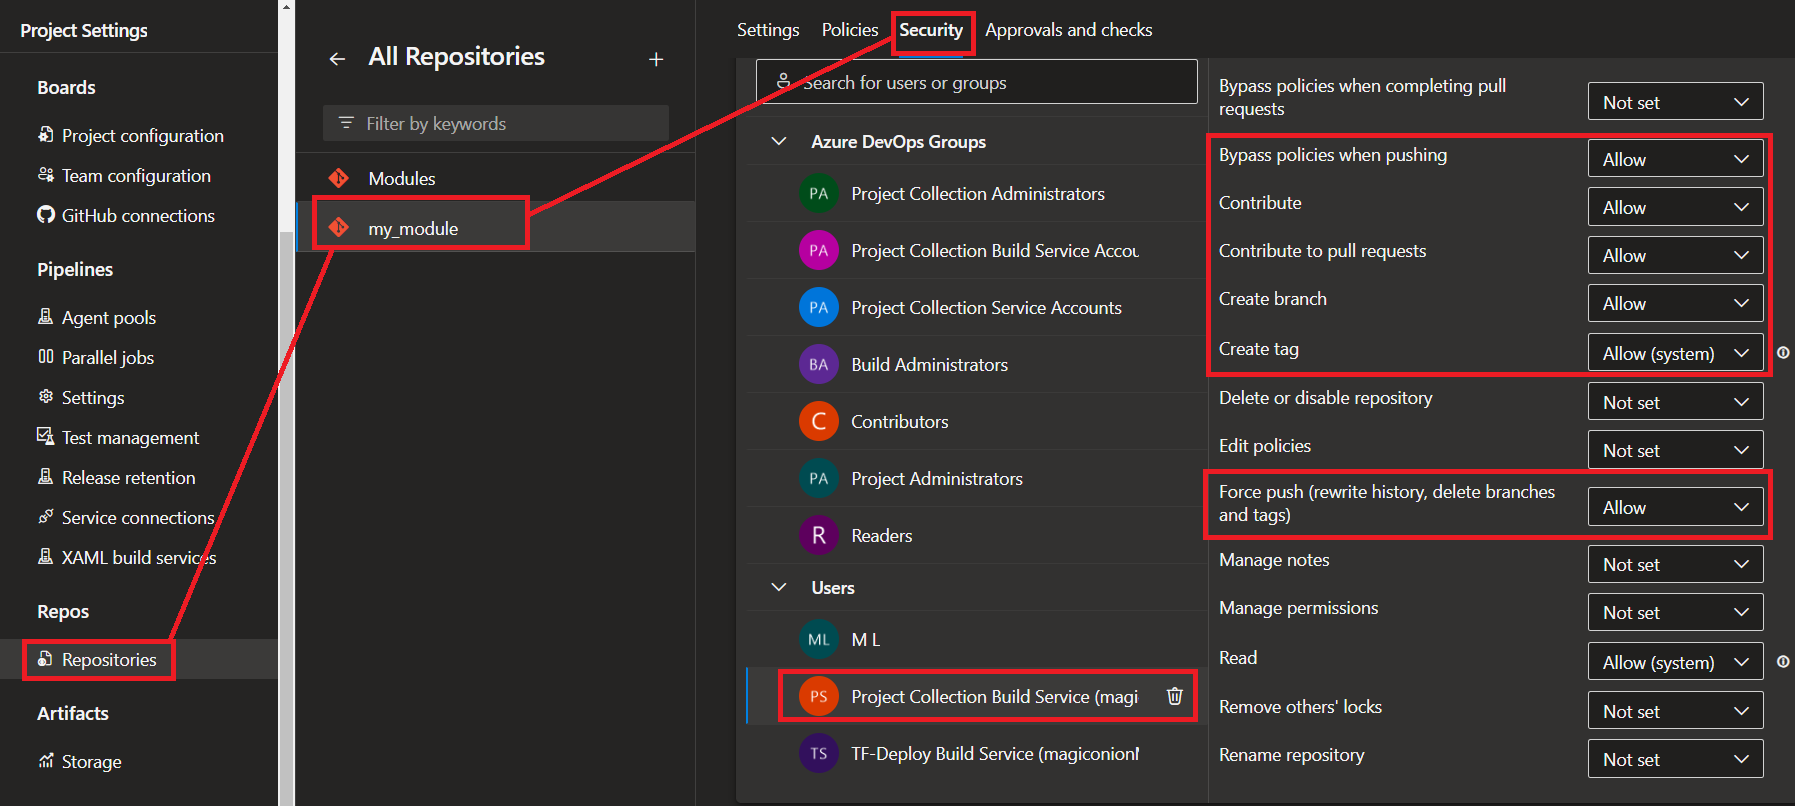 Project Settings
Boards
Project configuration
Team configuration
GitHub connections
Pipelines
Agent pools
Parallel jobs
Settings
Test management
Release retention
Service connections
XAML build services
Repos
Repositories
Artifacts
Storage
All Repositories
Filter by keywords
Modules
my_module
Settings
Policies
Security
Approvals and checks
Search for users or groups
Azure DevOps Groups
PA
Project Collection Administrators
PA
Project Collection Build Service Accou
PA
Project Collection Service Accounts
BA
Build Administrators
C
Contributors
PA
Project Administrators
R
Readers
Users
ML
M L
PS
Project Collection Build Service (magi
TS
TF-Deploy Build Service (magiconion
Bypass policies when completing pull
requests
Not set
Bypass policies when pushing
Allow
Contribute
Allow
Contribute to pull requests
Allow
Create branch
Allow
Create tag
Allow (system)
Delete or disable repository
Not set
Edit policies
Not set
Force push (rewrite history, delete branches
and tags)
Allow
Manage notes
Not set
Manage permissions
Not set
Read
Allow (system)
Remove others' locks
Not set
Rename repository
Not set